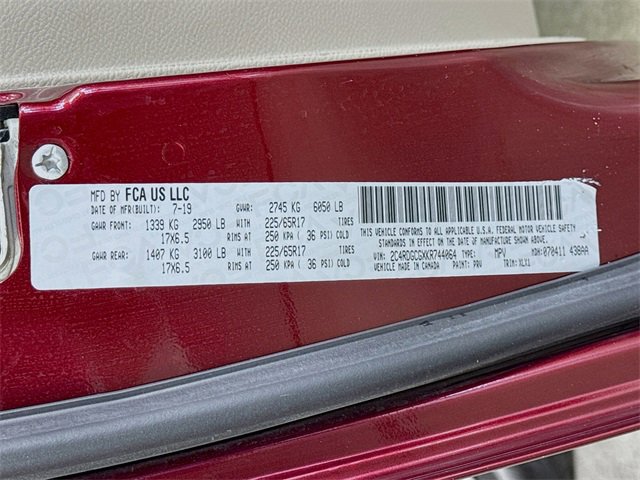 MFD BY FCA US LLC
DATE OF MFR(BUILT): 7-19 GVWR: 2745 KG 6050 LB
GAWR FRONT: 1339 KG 2950 LB WITH 225/65R17 TIRES
17X6.5 RIMS AT 250 KPA ( 36 PSI) COLD
GAWR REAR: 1407 KG 3100 LB WITH 225/65R17 TIRES
17X6.5 RIMS AT 250 KPA ( 36 PSI) COLD
THIS VEHICLE CONFORMS TO ALL APPLICABLE U.S.A. FEDERAL MOTOR VEHICLE SAFETY
STANDARDS IN EFFECT ON THE DATE OF MANUFACTURE SHOWN ABOVE.
VIN: 2C4RDGCGXKR744064 TYPE: MPV MDH: 070411 438AA
VEHICLE MADE IN CANADA PAINT: PRV TRIM: XLX1